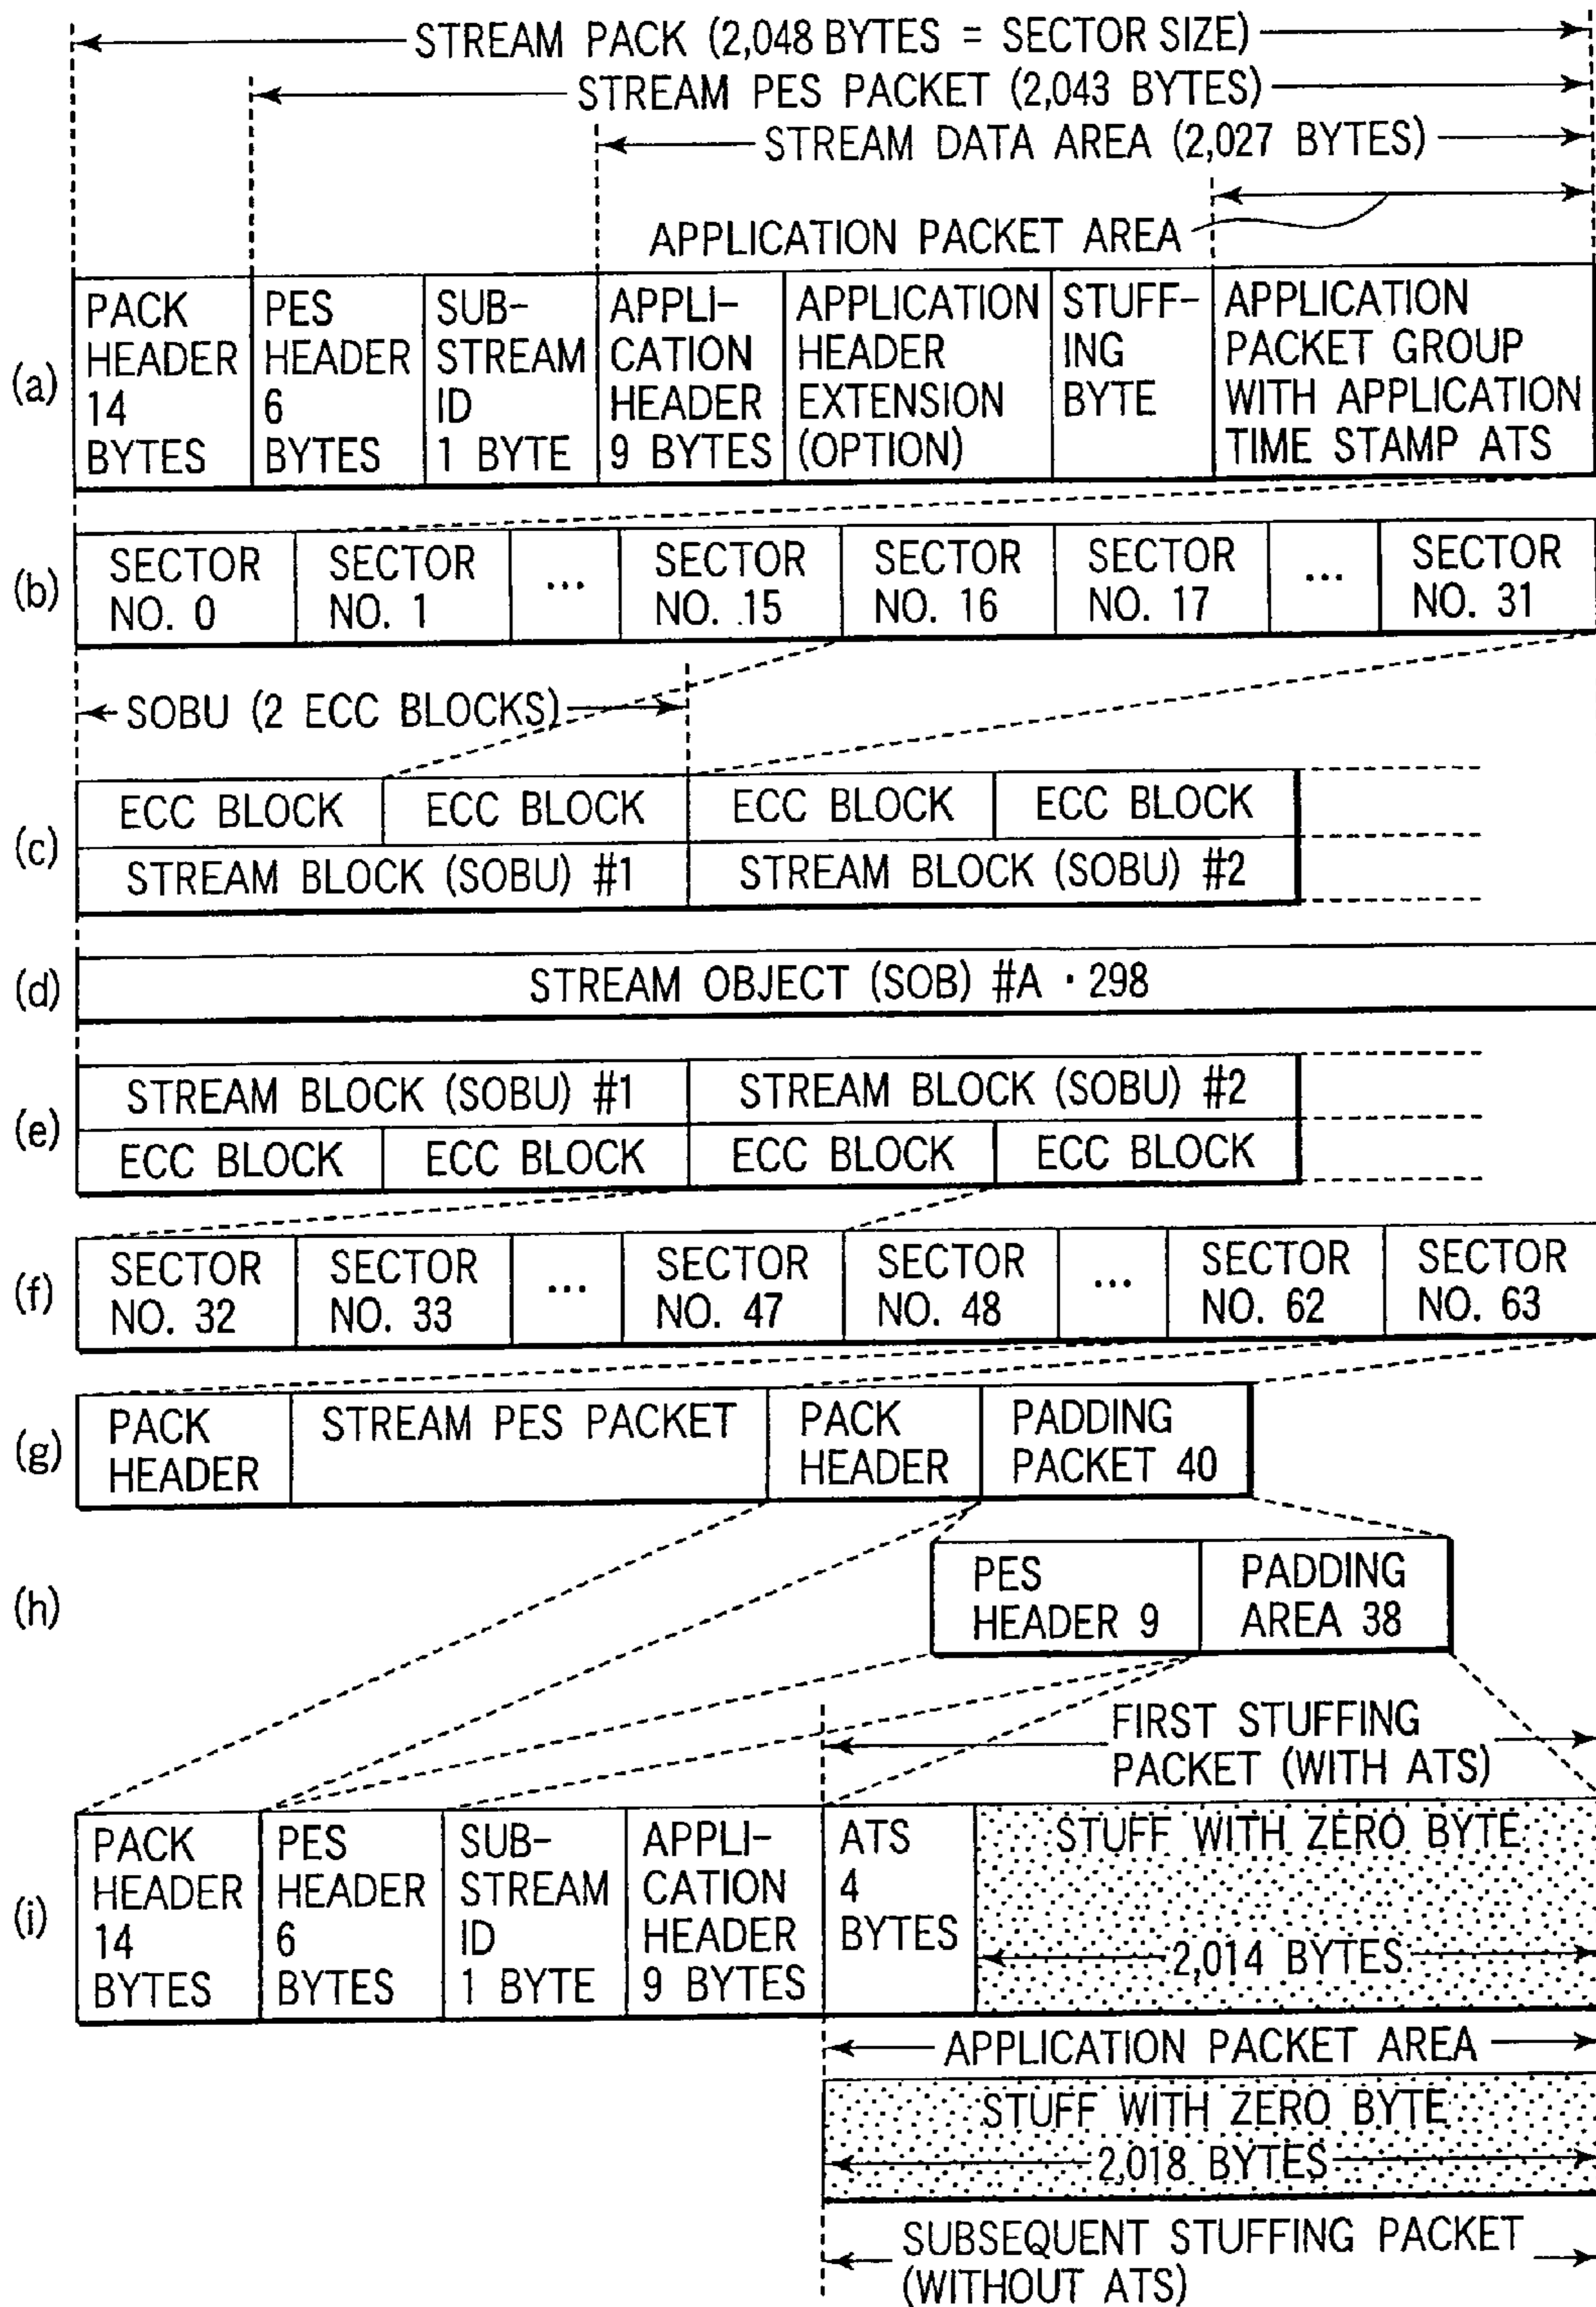 STREAM PACK (2,048 BYTES = SECTOR SIZE)
STREAM PES PACKET (2,043 BYTES)
STREAM DATA AREA (2,027 BYTES)
APPLICATION PACKET AREA
(a)
PACK
HEADER
14
BYTES
PES
HEADER
6
BYTES
SUB-
STREAM
ID
1 BYTE
APPLI-
CATION
HEADER
9 BYTES
APPLICATION
HEADER
EXTENSION
(OPTION)
STUFF-
ING
BYTE
APPLICATION
PACKET GROUP
WITH APPLICATION
TIME STAMP ATS
(b)
SECTOR
NO. 0
SECTOR
NO. 1
...
SECTOR
NO. 15
SECTOR
NO. 16
SECTOR
NO. 17
...
SECTOR
NO. 31
SOBU (2 ECC BLOCKS)
(c)
ECC BLOCK
ECC BLOCK
ECC BLOCK
ECC BLOCK
STREAM BLOCK (SOBU) #1
STREAM BLOCK (SOBU) #2
(d)
STREAM OBJECT (SOB) #A · 298
(e)
STREAM BLOCK (SOBU) #1
STREAM BLOCK (SOBU) #2
ECC BLOCK
ECC BLOCK
ECC BLOCK
ECC BLOCK
(f)
SECTOR
NO. 32
SECTOR
NO. 33
...
SECTOR
NO. 47
SECTOR
NO. 48
...
SECTOR
NO. 62
SECTOR
NO. 63
(g)
PACK
HEADER
STREAM PES PACKET
PACK
HEADER
PADDING
PACKET 40
(h)
PES
HEADER 9
PADDING
AREA 38
FIRST STUFFING
PACKET (WITH ATS)
(i)
PACK
HEADER
14
BYTES
PES
HEADER
6
BYTES
SUB-
STREAM
ID
1 BYTE
APPLI-
CATION
HEADER
9 BYTES
ATS
4
BYTES
STUFF WITH ZERO BYTE
2,014 BYTES
APPLICATION PACKET AREA
STUFF WITH ZERO BYTE
2,018 BYTES
SUBSEQUENT STUFFING PACKET
(WITHOUT ATS)